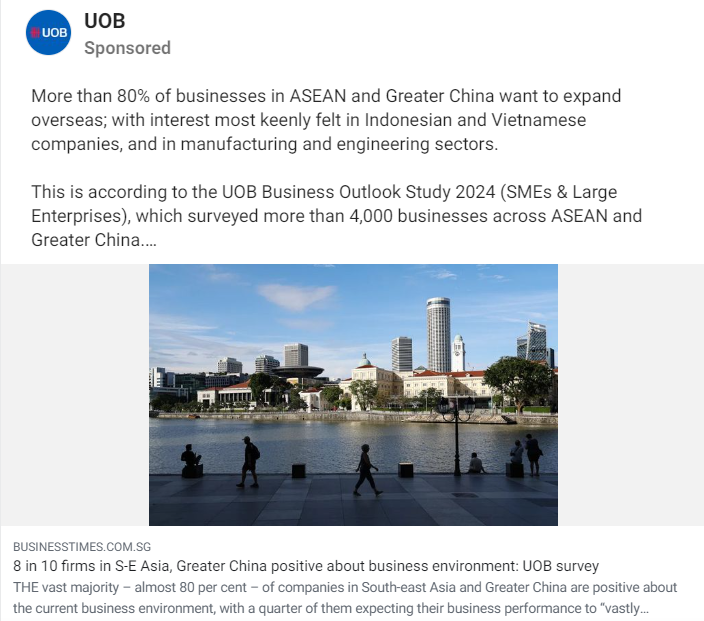 UOB
UOB
Sponsored
More than 80% of businesses in ASEAN and Greater China want to expand
overseas; with interest most keenly felt in Indonesian and Vietnamese
companies, and in manufacturing and engineering sectors.
This is according to the UOB Business Outlook Study 2024 (SMEs & Large
Enterprises), which surveyed more than 4,000 businesses across ASEAN and
Greater China....
BUSINESSTIMES.COM.SG
8 in 10 firms in S-E Asia, Greater China positive about business environment: UOB survey
THE vast majority – almost 80 per cent – of companies in South-east Asia and Greater China are positive about
the current business environment, with a quarter of them expecting their business performance to “vastly...